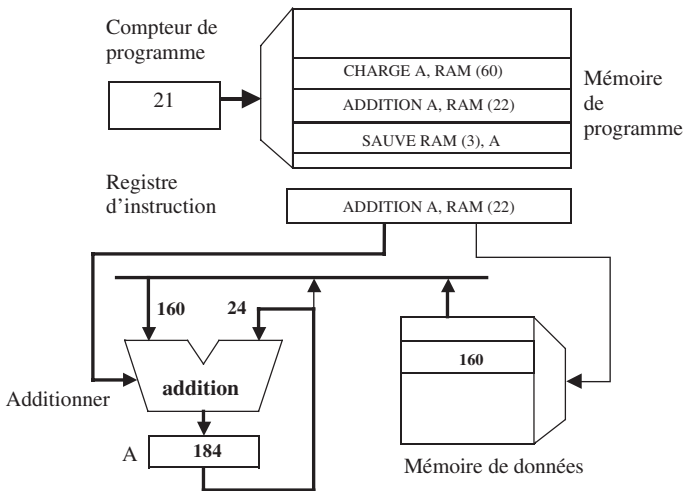 Compteur de
programme
21
CHARGE A, RAM (60)
ADDITION A, RAM (22)
SAUVE RAM (3), A
Mémoire
de
programme
Registre
d'instruction
ADDITION A, RAM (22)
160
24
addition
Additionner
A
184
160
Mémoire de données